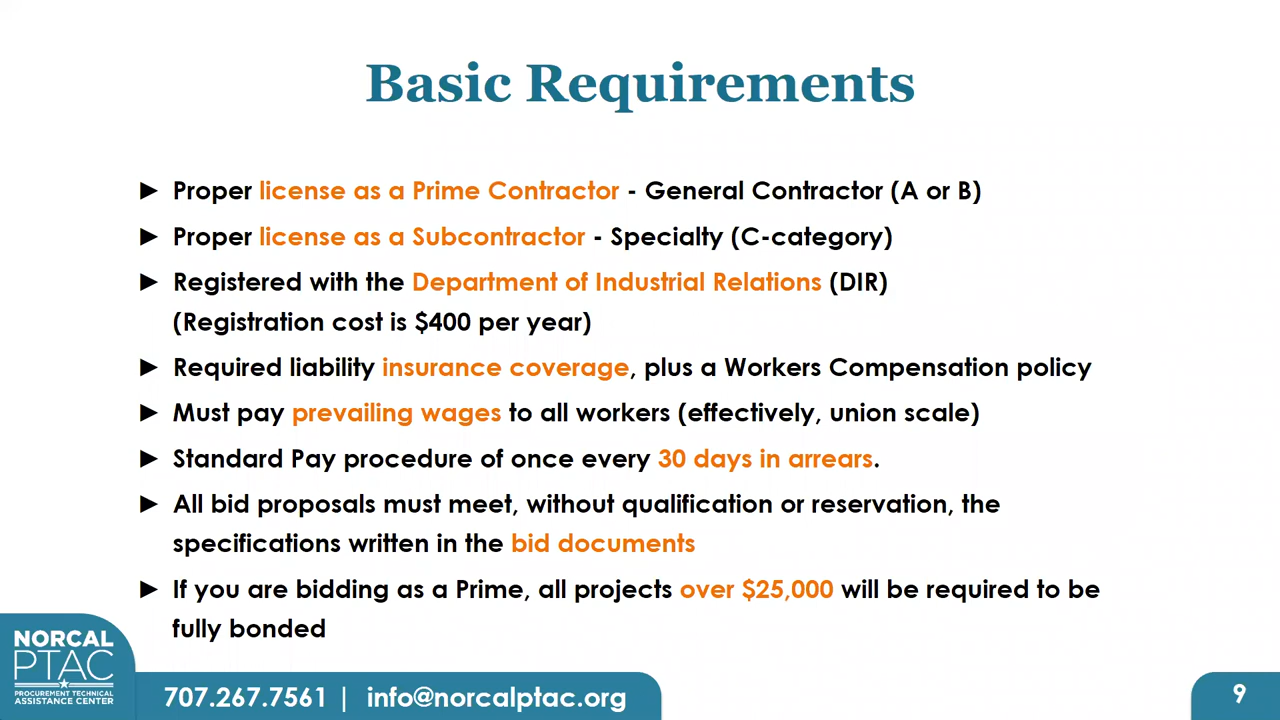 Basic Requirements
► Proper license as a Prime Contractor - General Contractor (A or B)
► Proper license as a Subcontractor - Specialty (C-category)
► Registered with the Department of Industrial Relations (DIR)
(Registration cost is $400 per year)
► Required liability insurance coverage, plus a Workers Compensation policy
► Must pay prevailing wages to all workers (effectively, union scale)
► Standard Pay procedure of once every 30 days in arrears.
► All bid proposals must meet, without qualification or reservation, the
specifications written in the bid documents
► If you are bidding as a Prime, all projects over $25,000 will be required to be
fully bonded
NORCAL
PTAC
PROCUREMENT TECHNICAL
ASSISTANCE CENTER
707.267.7561 | info@norcalptac.org
9